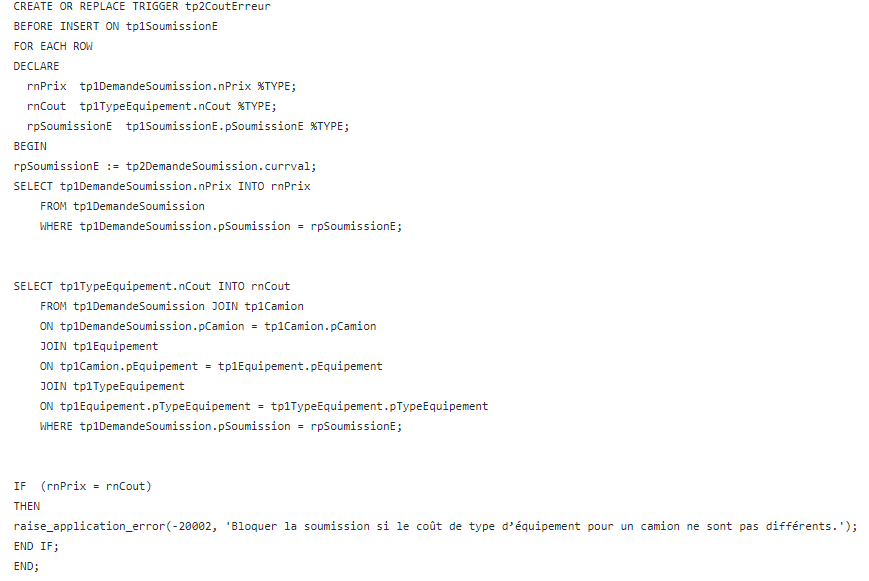 CREATE OR REPLACE TRIGGER tp2CoutErreur
BEFORE INSERT ON tp1SoumissionE
FOR EACH ROW
DECLARE
  rnPrix  tp1DemandeSoumission.nPrix %TYPE;
  rnCout  tp1TypeEquipement.nCout %TYPE;
  rpSoumissionE  tp1SoumissionE.pSoumissionE %TYPE;
BEGIN
rpSoumissionE := tp2DemandeSoumission.currval;
SELECT tp1DemandeSoumission.nPrix INTO rnPrix
    FROM tp1DemandeSoumission
    WHERE tp1DemandeSoumission.pSoumission = rpSoumissionE;
SELECT tp1TypeEquipement.nCout INTO rnCout
    FROM tp1DemandeSoumission JOIN tp1Camion
    ON tp1DemandeSoumission.pCamion = tp1Camion.pCamion
    JOIN tp1Equipement
    ON tp1Camion.pEquipement = tp1Equipement.pEquipement
    JOIN tp1TypeEquipement
    ON tp1Equipement.pTypeEquipement = tp1TypeEquipement.pTypeEquipement
    WHERE tp1DemandeSoumission.pSoumission = rpSoumissionE;
IF  (rnPrix = rnCout)
THEN
raise_application_error(-20002, 'Bloquer la soumission si le coût de type d’équipement pour un camion ne sont pas différents.');
END IF;
END;